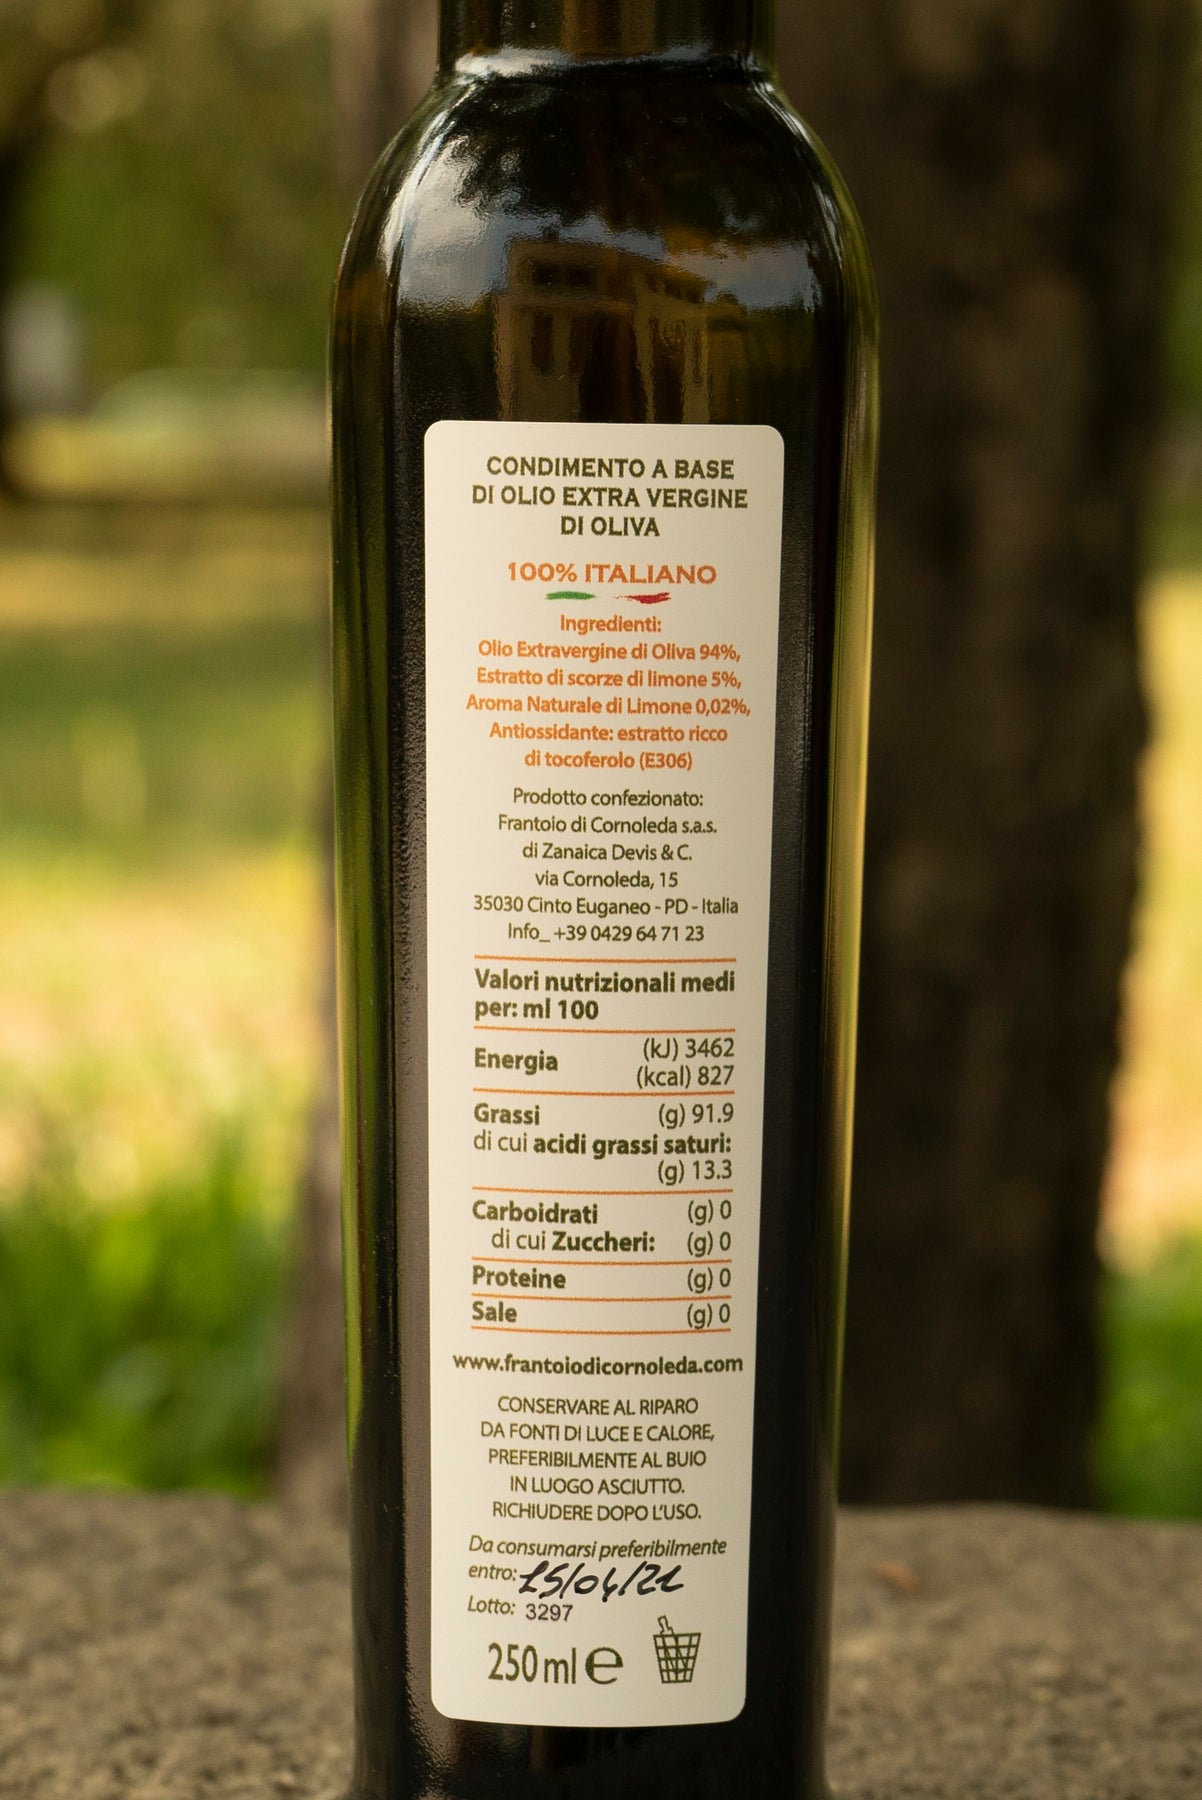 CONDIMENTO A BASE
DI OLIO EXTRA VERGINE
DI OLIVA
100% ITALIANO
Ingredienti:
Olio Extravergine di Oliva 94%,
Estratto di scorze di limone 5%,
Aroma Naturale di Limone 0,02%,
Antiossidante: estratto ricco
di tocoferolo (E306)
Prodotto confezionato:
Frantoio di Cornoleda s.a.s.
di Zanaica Devis & C.
via Cornoleda, 15
35030 Cinto Euganeo - PD - Italia
Info_ +39 0429 64 71 23
Valori nutrizionali medi
per: ml 100
Energia (kJ) 3462
(kcal) 827
Grassi (g) 91.9
di cui acidi grassi saturi:
(g) 13.3
Carboidrati (g) 0
di cui Zuccheri: (g) 0
Proteine (g) 0
Sale (g) 0
www.frantoiodicornoleda.com
CONSERVARE AL RIPARO
DA FONTI DI LUCE E CALORE,
PREFERIBILMENTE AL BUIO
IN LUOGO ASCIUTTO.
RICHIUDERE DOPO L'USO.
Da consumarsi preferibilmente
entro: 15/04/21
Lotto: 3297
250 ml e